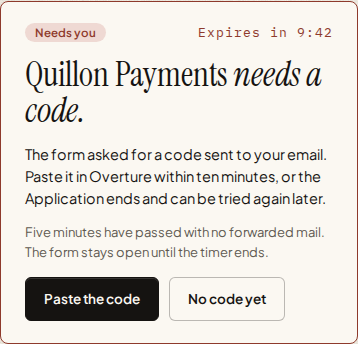 Needs you
Expires in 9:42
Quillon Payments needs a
code.
The form asked for a code sent to your email.
Paste it in Overture within ten minutes, or the
Application ends and can be tried again later.
Five minutes have passed with no forwarded mail.
The form stays open until the timer ends.
Paste the code
No code yet